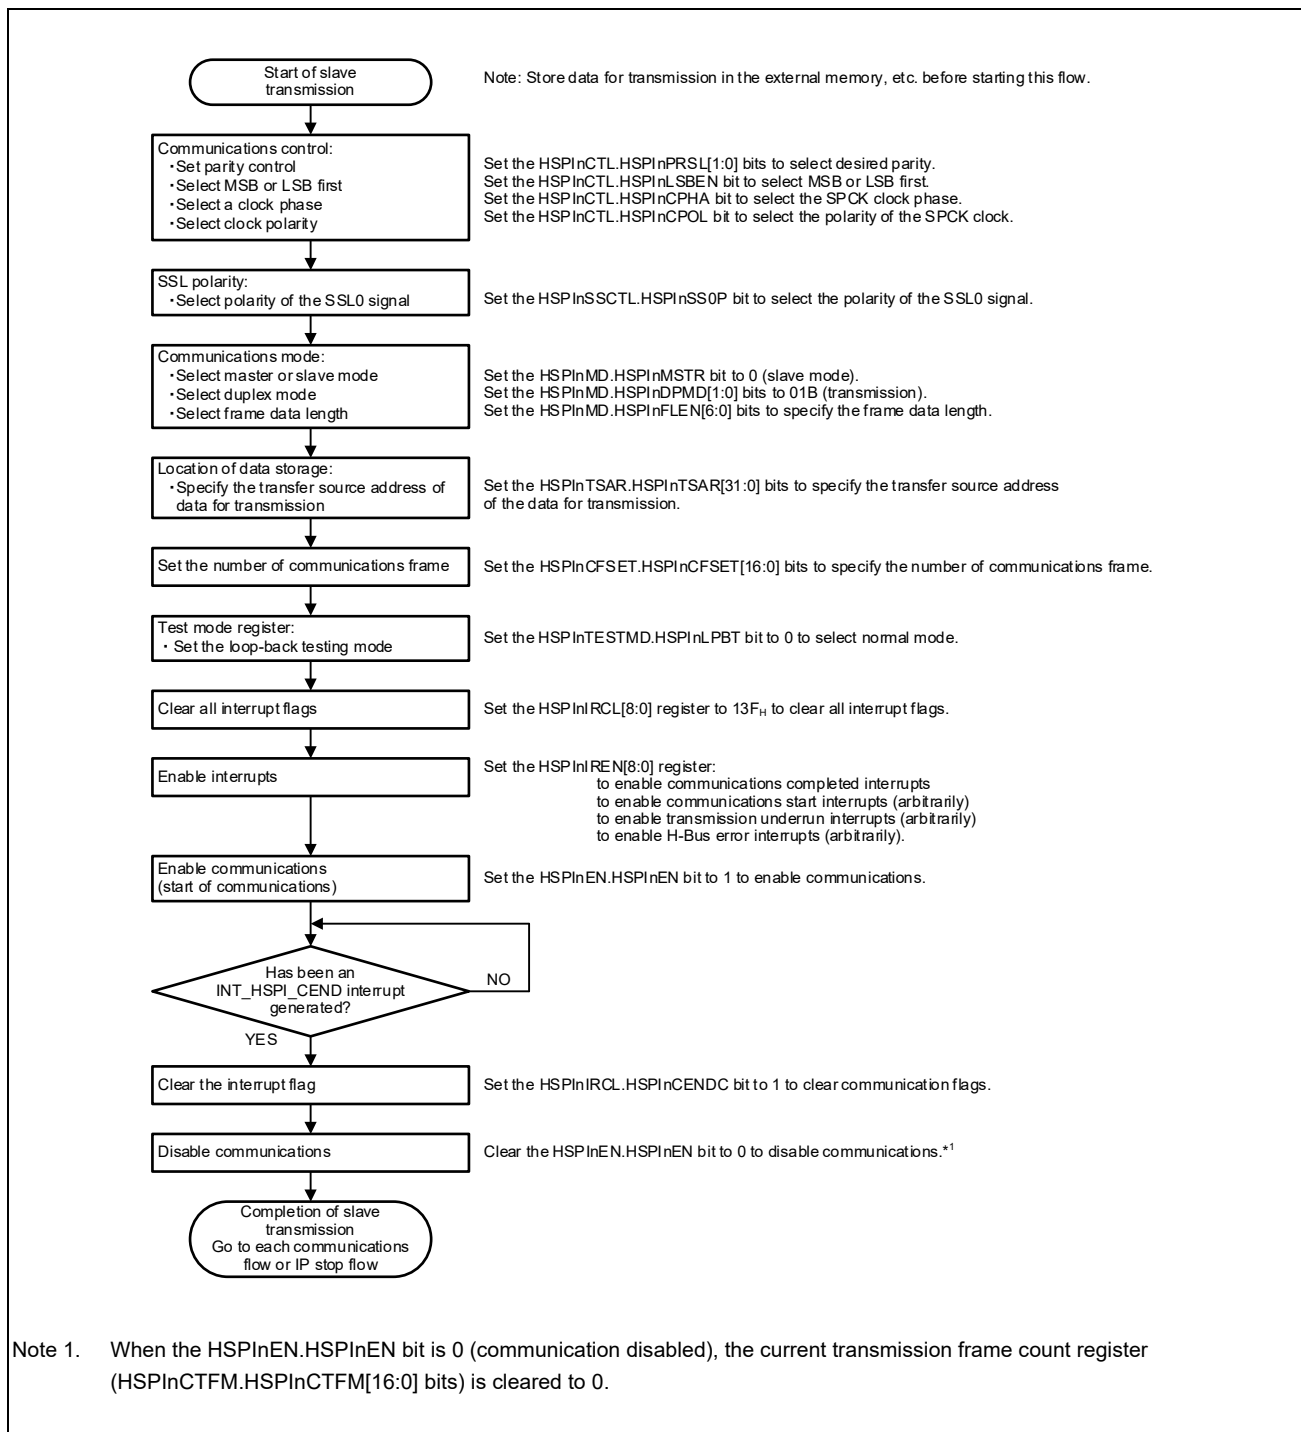 Start of slave
transmission
Note: Store data for transmission in the external memory, etc. before starting this flow.
Communications control:
・Set parity control
・Select MSB or LSB first
・Select a clock phase
・Select clock polarity
Set the HSPInCTL.HSPInPRSL[1:0] bits to select desired parity.
Set the HSPInCTL.HSPInLSBEN bit to select MSB or LSB first.
Set the HSPInCTL.HSPInCPHA bit to select the SPCK clock phase.
Set the HSPInCTL.HSPInCPOL bit to select the polarity of the SPCK clock.
SSL polarity:
・Select polarity of the SSL0 signal
Set the HSPInSSCTL.HSPInSS0P bit to select the polarity of the SSL0 signal.
Communications mode:
・Select master or slave mode
・Select duplex mode
・Select frame data length
Set the HSPInMD.HSPInMSTR bit to 0 (slave mode).
Set the HSPInMD.HSPInDPMD[1:0] bits to 01B (transmission).
Set the HSPInMD.HSPInFLEN[6:0] bits to specify the frame data length.
Location of data storage:
・Specify the transfer source address of
data for transmission
Set the HSPInTSAR.HSPInTSAR[31:0] bits to specify the transfer source address
of the data for transmission.
Set the number of communications frame
Set the HSPInCFSET.HSPInCFSET[16:0] bits to specify the number of communications frame.
Test mode register:
・Set the loop-back testing mode
Set the HSPInTESTMD.HSPInLPBT bit to 0 to select normal mode.
Clear all interrupt flags
Set the HSPInIRCL[8:0] register to 13FH to clear all interrupt flags.
Enable interrupts
Set the HSPInIREN[8:0] register:
to enable communications completed interrupts
to enable communications start interrupts (arbitrarily)
to enable transmission underrun interrupts (arbitrarily)
to enable H-Bus error interrupts (arbitrarily).
Enable communications
(start of communications)
Set the HSPInEN.HSPInEN bit to 1 to enable communications.
Has been an
INT_HSPI_CEND interrupt
generated?
NO
YES
Clear the interrupt flag
Set the HSPInIRCL.HSPInCENDC bit to 1 to clear communication flags.
Disable communications
Clear the HSPInEN.HSPInEN bit to 0 to disable communications.*1
Completion of slave
transmission
Go to each communications
flow or IP stop flow
Note 1. When the HSPInEN.HSPInEN bit is 0 (communication disabled), the current transmission frame count register
(HSPInCTFM.HSPInCTFM[16:0] bits) is cleared to 0.